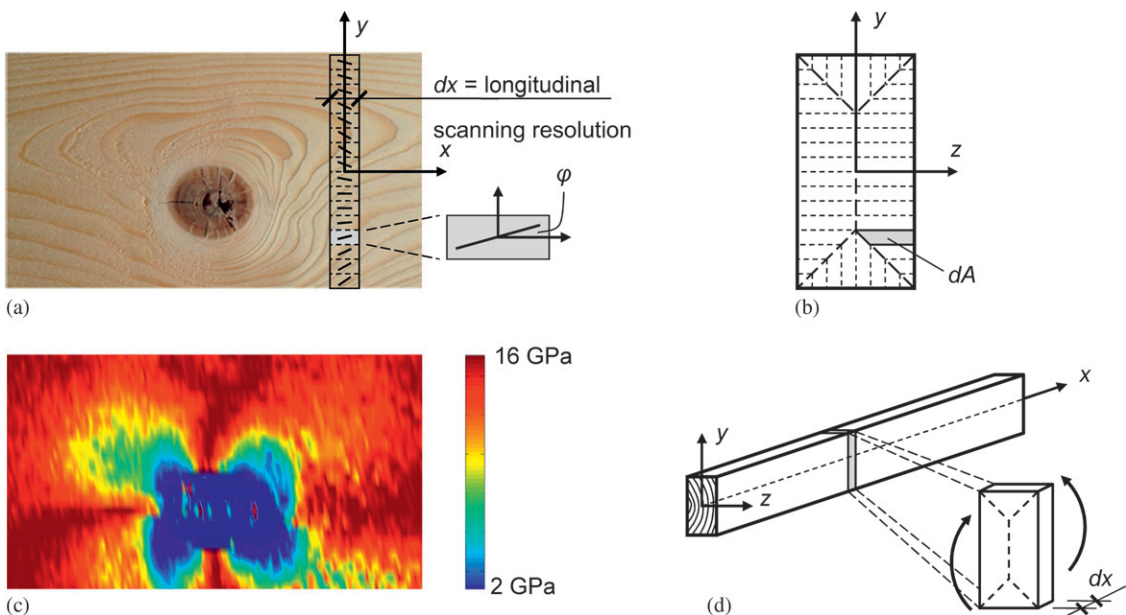 y
dx = longitudinal
scanning resolution
x
φ
(a)
y
z
dA
(b)
16 GPa
2 GPa
(c)
x
y
z
dx
(d)